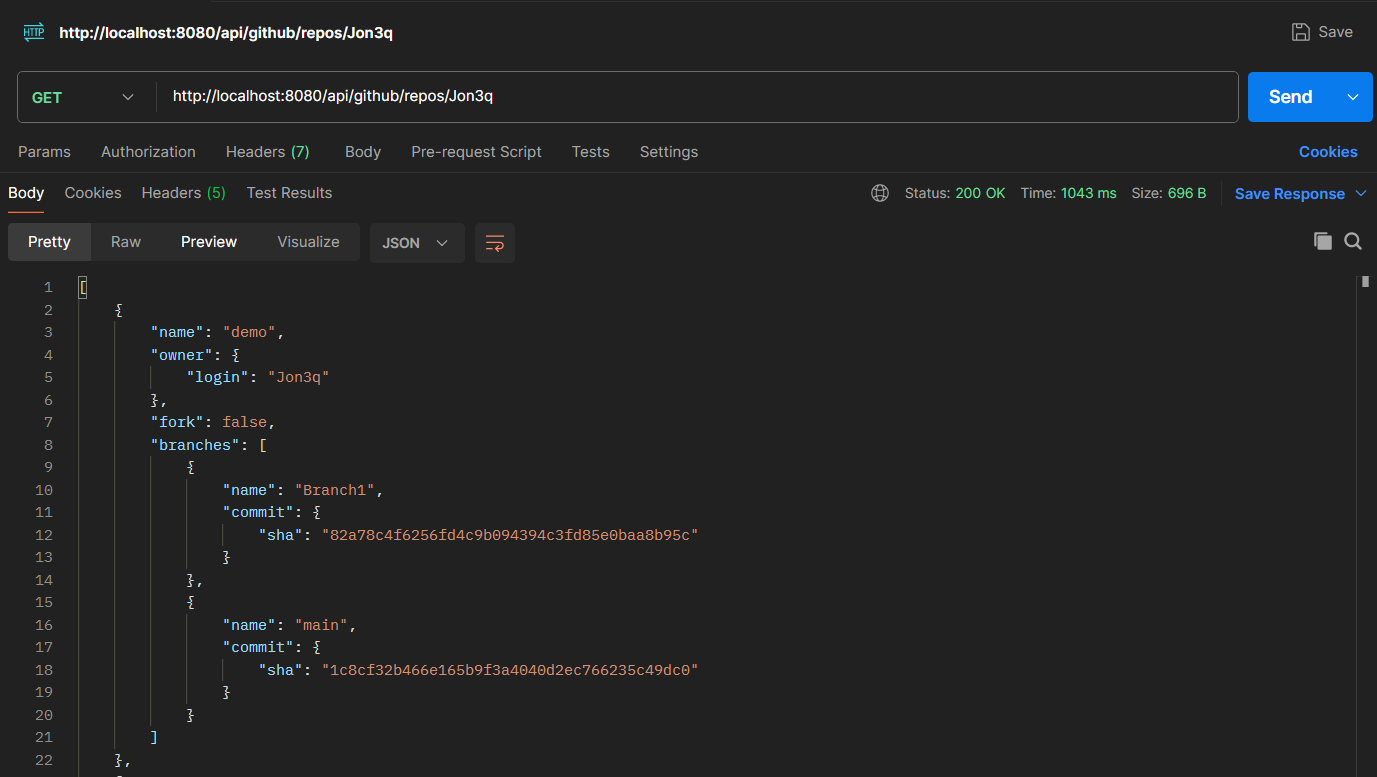 HTTP http://localhost:8080/api/github/repos/Jon3q Save
GET http://localhost:8080/api/github/repos/Jon3q Send
Params Authorization Headers (7) Body Pre-request Script Tests Settings Cookies
Body Cookies Headers (5) Test Results Status: 200 OK Time: 1043 ms Size: 696 B Save Response
Pretty Raw Preview Visualize JSON
1 [
2 {
3 "name": "demo",
4 "owner": {
5 "login": "Jon3q"
6 },
7 "fork": false,
8 "branches": [
9 {
10 "name": "Branch1",
11 "commit": {
12 "sha": "82a78c4f6256fd4c9b094394c3fd85e0baa8b95c"
13 }
14 },
15 {
16 "name": "main",
17 "commit": {
18 "sha": "1c8cf32b466e165b9f3a4040d2ec766235c49dc0"
19 }
20 }
21 ]
22 },